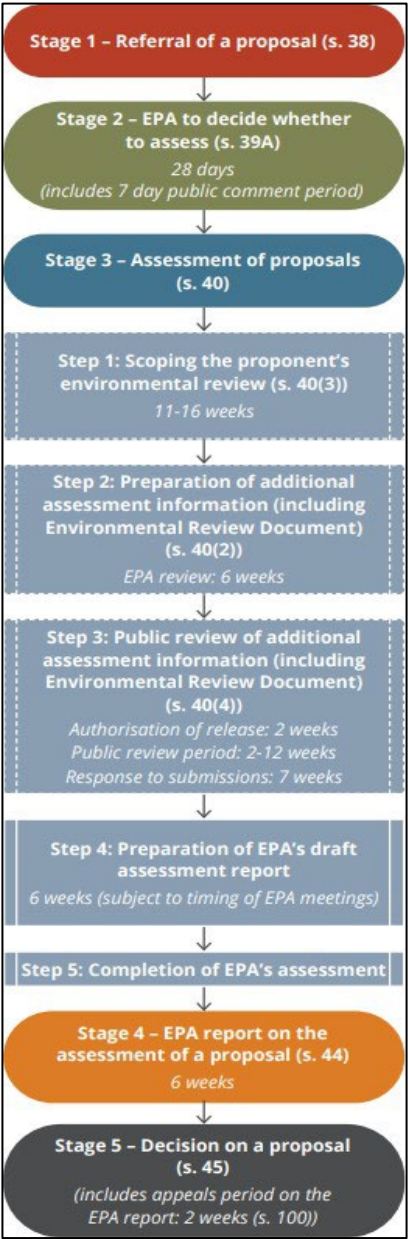 Stage 1 – Referral of a proposal (s. 38)
Stage 2 – EPA to decide whether
to assess (s. 39A)
28 days
(includes 7 day public comment period)
Stage 3 – Assessment of proposals
(s. 40)
Step 1: Scoping the proponent’s
environmental review (s. 40(3))
11-16 weeks
Step 2: Preparation of additional
assessment information (including
Environmental Review Document)
(s. 40(2))
EPA review: 6 weeks
Step 3: Public review of additional
assessment information (including
Environmental Review Document)
(s. 40(4))
Authorisation of release: 2 weeks
Public review period: 2-12 weeks
Response to submissions: 7 weeks
Step 4: Preparation of EPA’s draft
assessment report
6 weeks (subject to timing of EPA meetings)
Step 5: Completion of EPA’s assessment
Stage 4 – EPA report on the
assessment of a proposal (s. 44)
6 weeks
Stage 5 – Decision on a proposal
(s. 45)
(includes appeals period on the
EPA report: 2 weeks (s. 100))